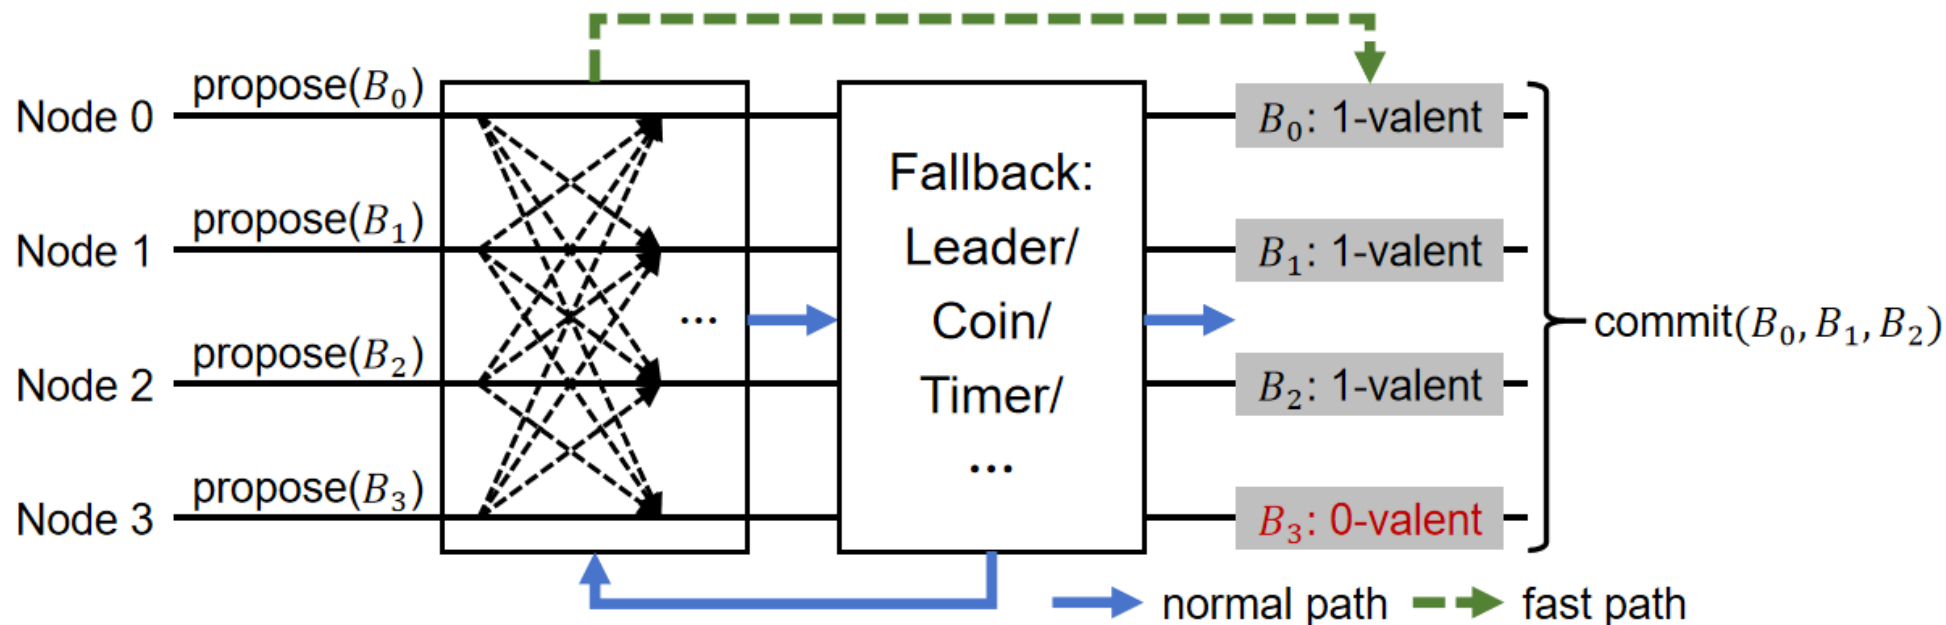 Node 0
propose(B₀)
Node 1
propose(B₁)
Node 2
propose(B₂)
Node 3
propose(B₃)
...
Fallback:
Leader/
Coin/
Timer/
...
B₀: 1-valent
B₁: 1-valent
B₂: 1-valent
B₃: 0-valent
commit(B₀, B₁, B₂)
normal path
fast path